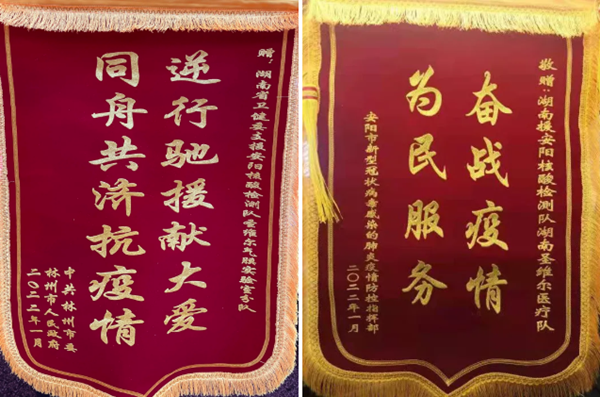 赠：湖南省卫健委支援安阳核酸检测队圣维尔气膜实验室分队
逆行驰援献大爱
同舟共济抗疫情
中共林州市委
林州市人民政府
二〇二二年一月
敬赠：湖南援安阳核酸检测队湖南圣维尔医疗队
奋战疫情
为民服务
安阳市新型冠状病毒感染的肺炎疫情防控指挥部
二〇二二年一月